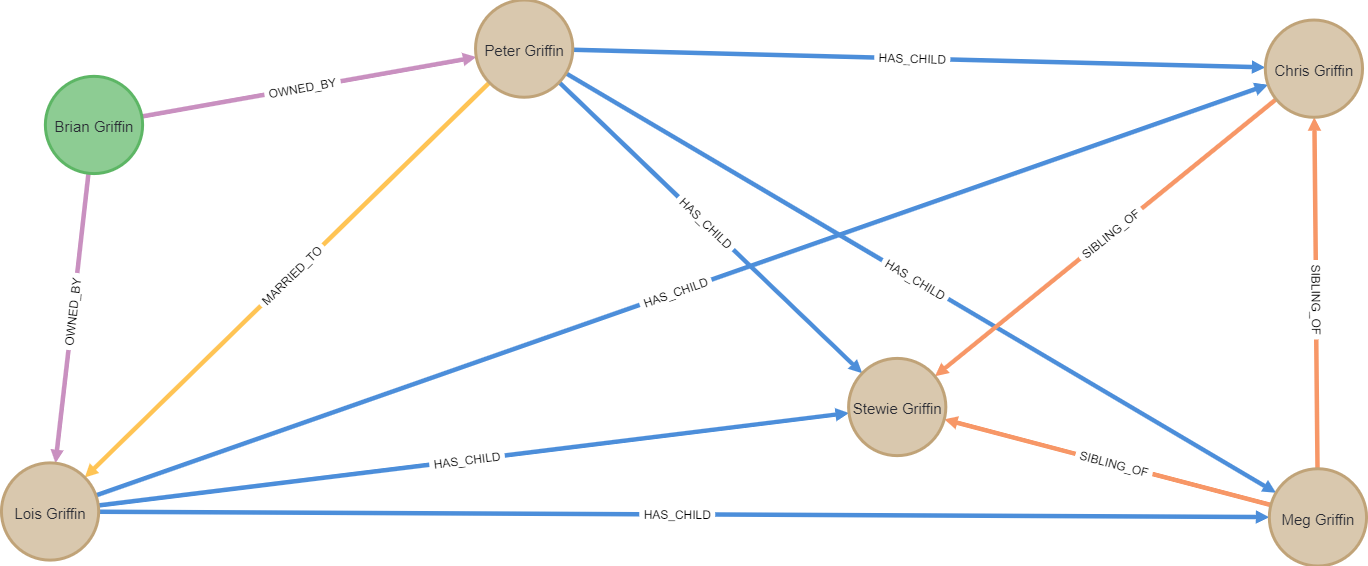 Peter Griffin
HAS_CHILD
Chris Griffin
OWNED_BY
Brian Griffin
HAS_CHILD
SIBLING_OF
MARRIED_TO
HAS_CHILD
HAS_CHILD
OWNED_BY
SIBLING_OF
Stewie Griffin
HAS_CHILD
SIBLING_OF
Lois Griffin
HAS_CHILD
Meg Griffin